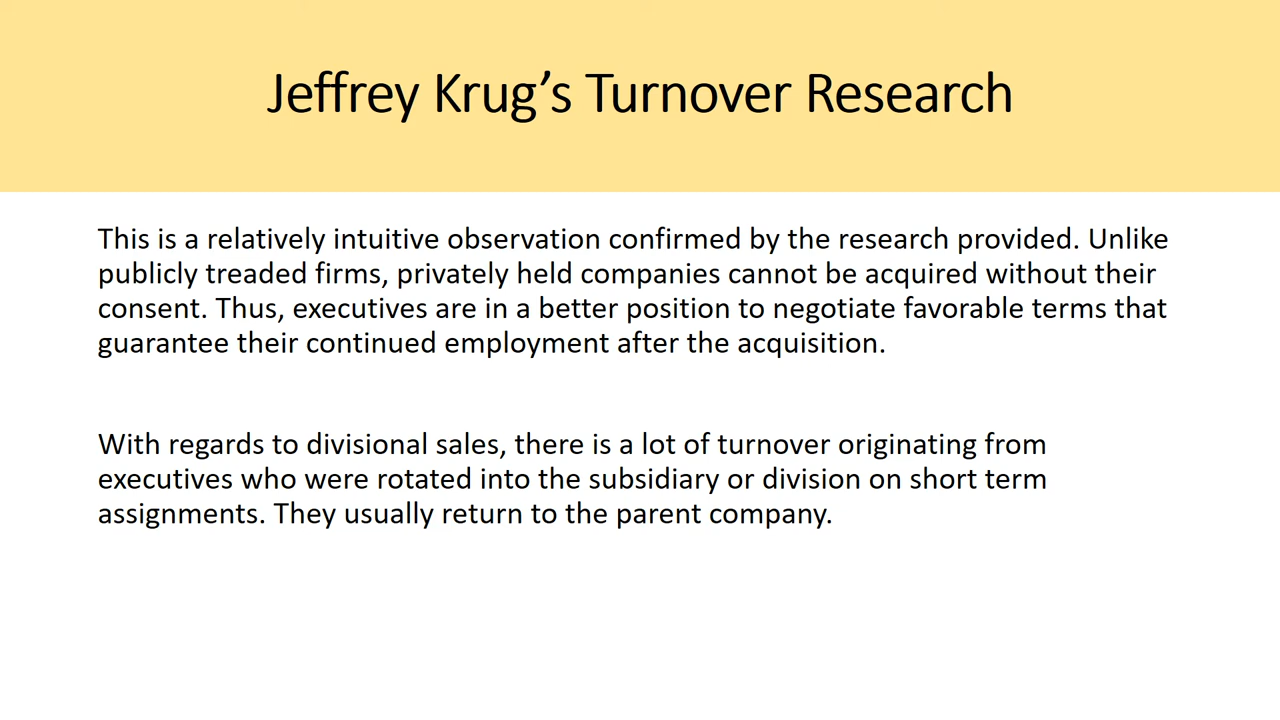 Jeffrey Krug’s Turnover Research
This is a relatively intuitive observation confirmed by the research provided. Unlike
publicly treaded firms, privately held companies cannot be acquired without their
consent. Thus, executives are in a better position to negotiate favorable terms that
guarantee their continued employment after the acquisition.
With regards to divisional sales, there is a lot of turnover originating from
executives who were rotated into the subsidiary or division on short term
assignments. They usually return to the parent company.